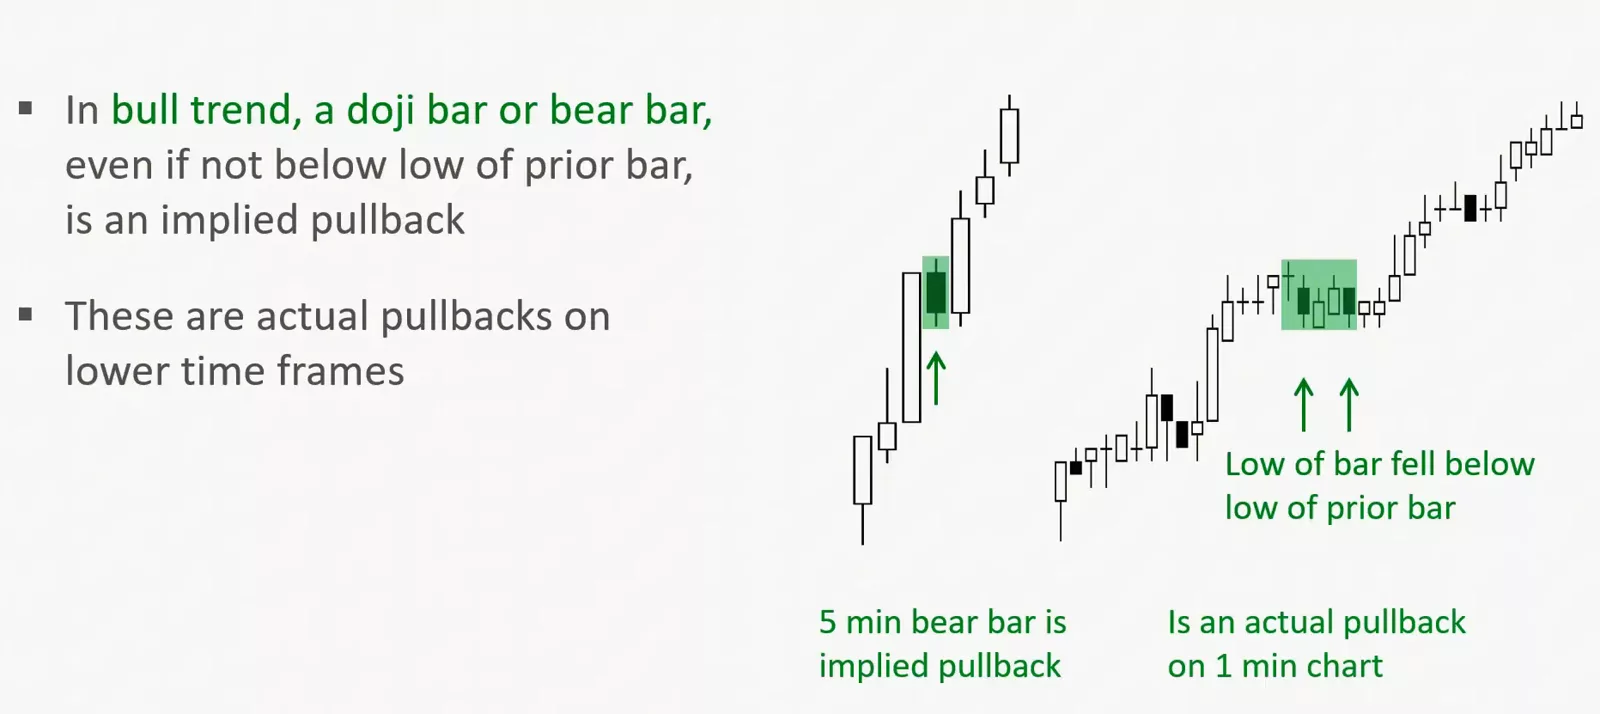 In bull trend, a doji bar or bear bar,
even if not below low of prior bar,
is an implied pullback
These are actual pullbacks on
lower time frames
Low of bar fell below
low of prior bar
5 min bear bar is
implied pullback
Is an actual pullback
on 1 min chart